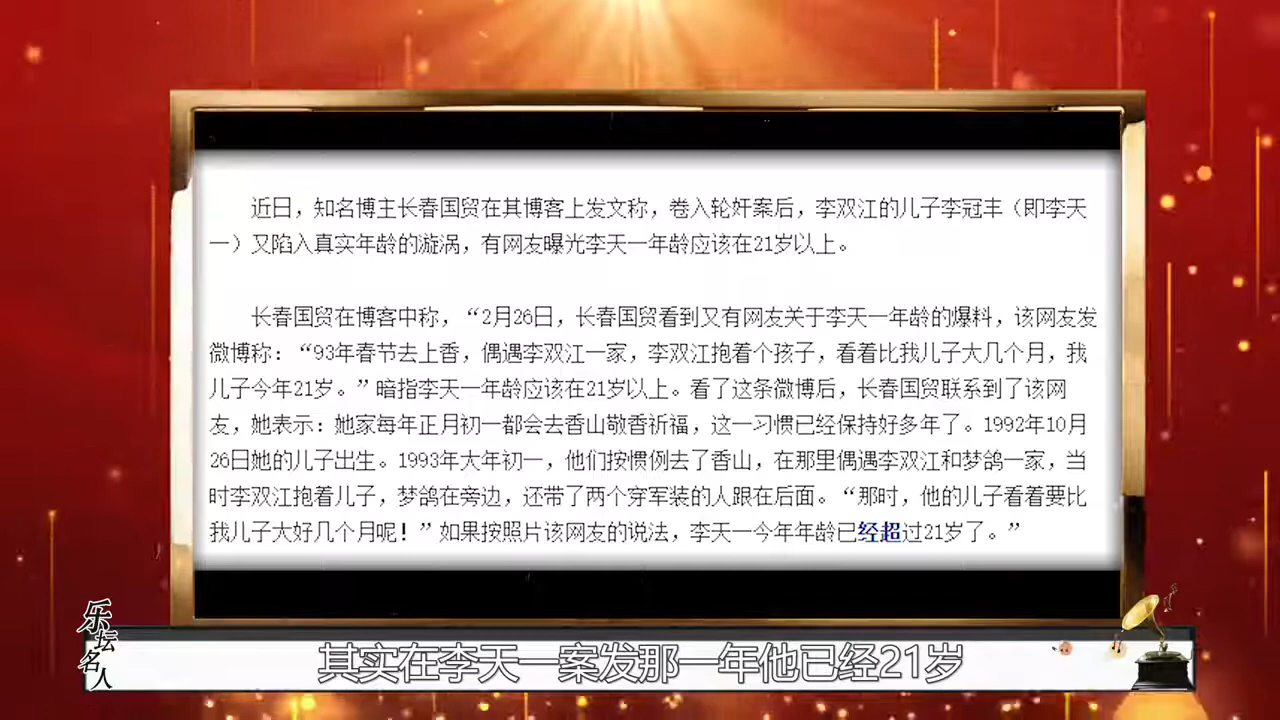 近日，知名博主长春国贸在其博客上发文称，卷入轮奸案后，李双江的儿子李冠丰（即李天
一）又陷入真实年龄的漩涡，有网友曝光李天一年龄应该在21岁以上。
长春国贸在博客中称，“2月26日，长春国贸看到又有网友关于李天一年龄的爆料，该网友发
微博称：“93年春节去上香，偶遇李双江一家，李双江抱着个孩子，看着比我儿子大几个月，我
儿子今年21岁。”暗指李天一年龄应该在21岁以上。看了这条微博后，长春国贸联系到了该网
友，她表示：她家每年正月初一都会去香山敬香祈福，这一习惯已经保持好多年了。1992年10月
26日她的儿子出生。1993年大年初一，他们按惯例去了香山，在那里偶遇李双江和梦鸽一家，当
时李双江抱着儿子，梦鸽在旁边，还带了两个穿军装的人跟在后面。“那时，他的儿子看着要比
我儿子大好几个月呢！”如果按照片该网友的说法，李天一今年年龄已经超过21岁了。”
乐坛名人
其实在李天一案发那一年他已经21岁